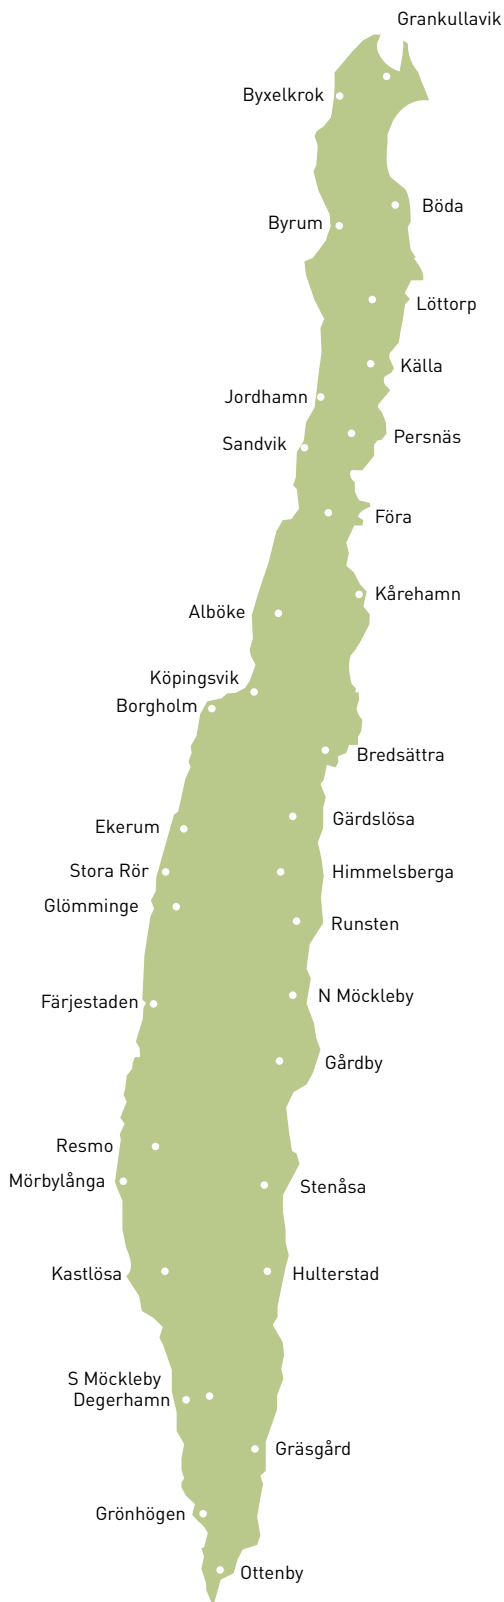 Grankullavik
Byxelkrok
Böda
Byrum
Löttorp
Källa
Jordhamn
Persnäs
Sandvik
Föra
Kårehamn
Alböke
Köpingsvik
Borgholm
Bredsättra
Gärdslösa
Ekerum
Stora Rör
Himmelsberga
Glömminge
Runsten
N Möckleby
Färjestaden
Gårdby
Resmo
Mörbylånga
Stenåsa
Kastlösa
Hulterstad
S Möckleby
Degerhamn
Gräsgård
Grönhögen
Ottenby